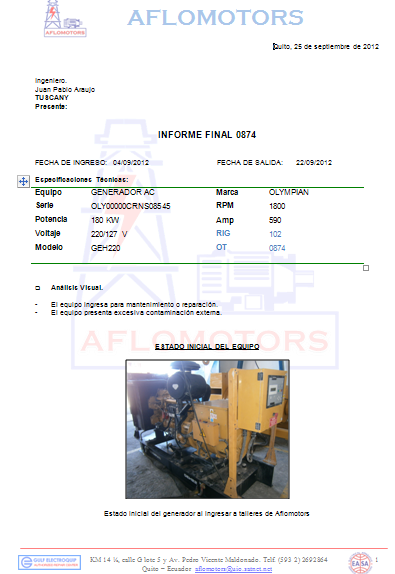 AFLOMOTORS
AFLOMOTORS
Quito, 25 de septiembre de 2012
Ingeniero.
Juan Pablo Araujo
TUSCANY
Presente:
INFORME FINAL 0874
FECHA DE INGRESO: 04/09/2012 FECHA DE SALIDA: 22/09/2012
Especificaciones Técnicas:
Equipo GENERADOR AC Marca OLYMPIAN
Serie OLY00000CRNS08545 RPM 1800
Potencia 180 KW Amp 590
Voltaje 220/127 V RIG 102
Modelo GEH220 OT 0874
Análisis Visual.
- El equipo ingresa para mantenimiento o reparación.
- El equipo presenta excesiva contaminación externa.
AFLOMOTORS
ESTADO INICIAL DEL EQUIPO
Estado inicial del generador al ingresar a talleres de Aflomotors
GULF ELECTROQUIP
KM 14 ½, calle G lote 5 y Av. Pedro Vicente Maldonado. Telf. (593 2) 2692864
Quito – Ecuador aflomotors@uio.satnet.net
EASA
1